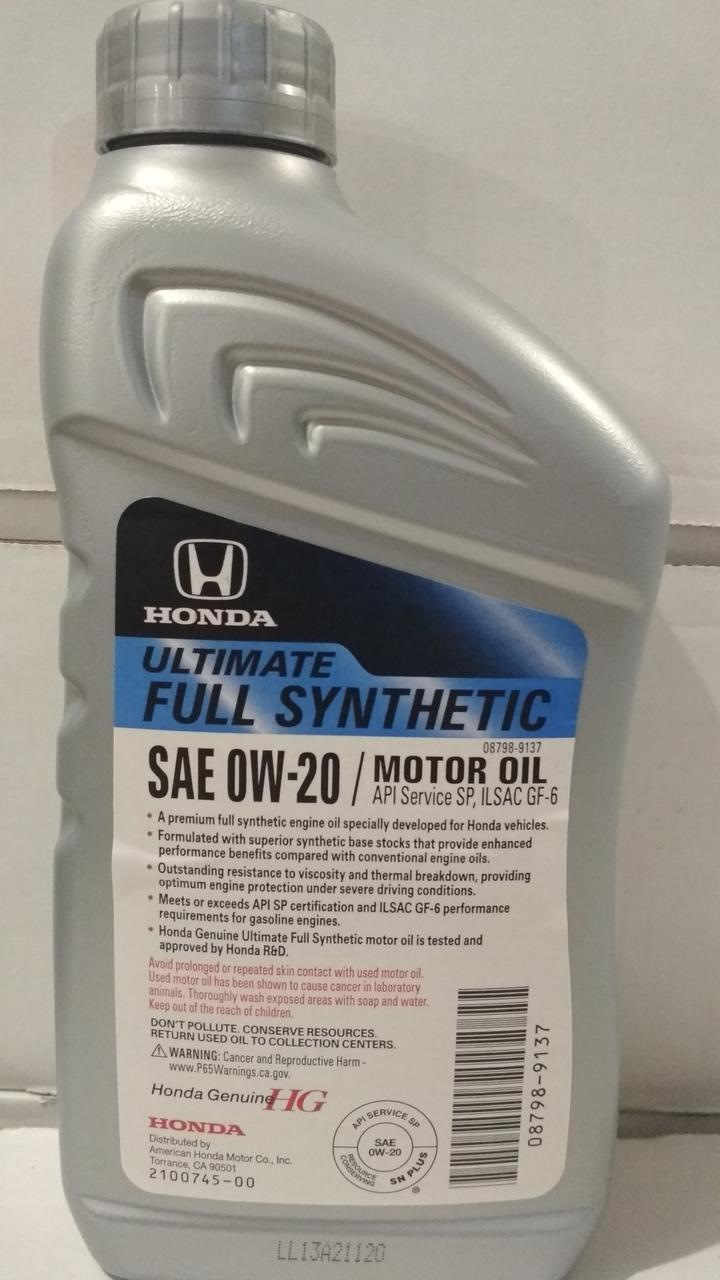 HONDA
ULTIMATE
FULL SYNTHETIC
08798-9137
SAE 0W-20 / MOTOR OIL
API Service SP, ILSAC GF-6
• A premium full synthetic engine oil specially developed for Honda vehicles.
• Formulated with superior synthetic base stocks that provide enhanced
performance benefits compared with conventional engine oils.
• Outstanding resistance to viscosity and thermal breakdown, providing
optimum engine protection under severe driving conditions.
• Meets or exceeds API SP certification and ILSAC GF-6 performance
requirements for gasoline engines.
• Honda Genuine Ultimate Full Synthetic motor oil is tested and
approved by Honda R&D.
Avoid prolonged or repeated skin contact with used motor oil.
Used motor oil has been shown to cause cancer in laboratory
animals. Thoroughly wash exposed areas with soap and water.
Keep out of the reach of children.
DON'T POLLUTE. CONSERVE RESOURCES.
RETURN USED OIL TO COLLECTION CENTERS.
⚠ WARNING: Cancer and Reproductive Harm -
www.P65Warnings.ca.gov.
Honda Genuine HG
HONDA
Distributed by
American Honda Motor Co., Inc.
Torrance, CA 90501
2100745-00
API SERVICE SP
SAE
0W-20
RESOURCE
CONSERVING
SN PLUS
®
08798-9137
LL13A21120